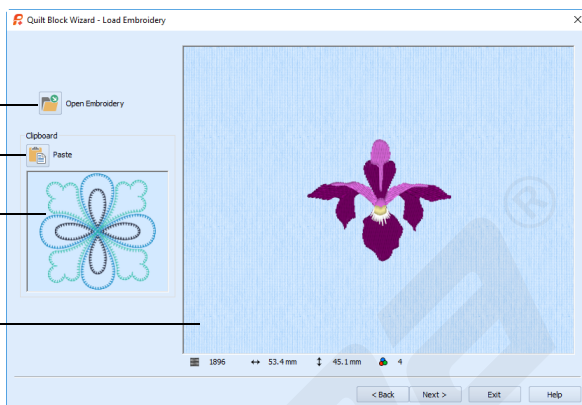 Quilt Block Wizard - Load Embroidery
Open Embroidery
Clipboard
Paste
1896 53.4 mm 45.1 mm 4
< Back Next > Exit Help